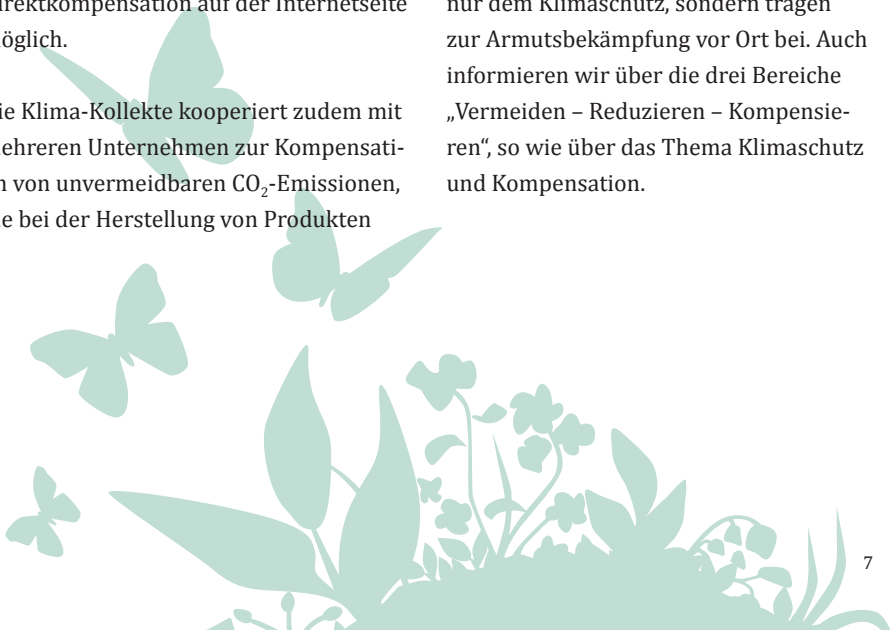 irektkompensation auf der Internetseite
öglich.
ie Klima-Kollekte kooperiert zudem mit
ehreren Unternehmen zur Kompensati-
n von unvermeidbaren CO₂-Emissionen,
e bei der Herstellung von Produkten
nur dem Klimaschutz, sondern tragen
zur Armutsbekämpfung vor Ort bei. Auch
informieren wir über die drei Bereiche
„Vermeiden – Reduzieren – Kompensie-
ren“, so wie über das Thema Klimaschutz
und Kompensation.
7